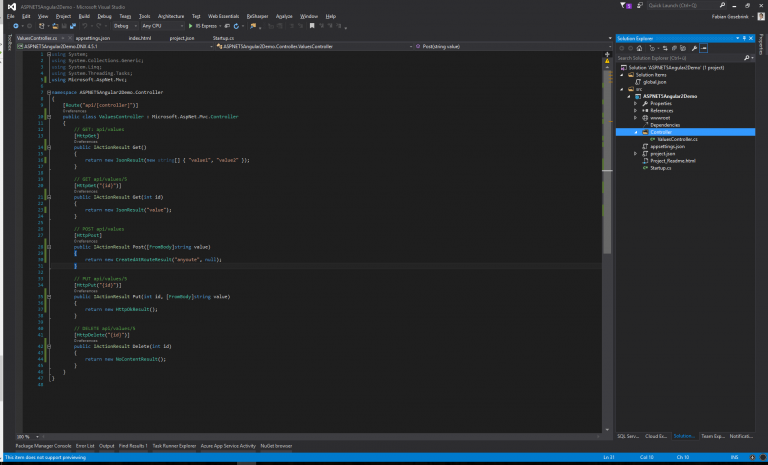 ASPNET5Angular2Demo - Microsoft Visual Studio
Quick Launch (Ctrl+Q)
File Edit View Project Build Debug Team Tools Architecture Test Web Essentials ReSharper Analyze Window Help
Fabian Gosebrink
Debug Any CPU IIS Express
ValuesController.cs appsettings.json index.html project.json Startup.cs
ASPNET5Angular2Demo.DNX 4.5.1 ASPNET5Angular2Demo.Controller.ValuesController Post(string value)
using System;
using System.Collections.Generic;
using System.Linq;
using System.Threading.Tasks;
using Microsoft.AspNet.Mvc;
namespace ASPNET5Angular2Demo.Controller
{
[Route("api/[controller]")]
0 references
public class ValuesController : Microsoft.AspNet.Mvc.Controller
{
// GET: api/values
[HttpGet]
0 references
public IActionResult Get()
{
return new JsonResult(new string[] { "value1", "value2" });
}
// GET api/values/5
[HttpGet("{id}")]
0 references
public IActionResult Get(int id)
{
return new JsonResult("value");
}
// POST api/values
[HttpPost]
0 references
public IActionResult Post([FromBody]string value)
{
return new CreatedAtRouteResult("anyroute", null);
}
// PUT api/values/5
[HttpPut("{id}")]
0 references
public IActionResult Put(int id, [FromBody]string value)
{
return new HttpOkResult();
}
// DELETE api/values/5
[HttpDelete("{id}")]
0 references
public IActionResult Delete(int id)
{
return new NoContentResult();
}
}
}
100 %
Toolbox
Solution Explorer
Search Solution Explorer (Ctrl+ü)
Solution 'ASPNET5Angular2Demo' (1 project)
Solution Items
global.json
src
ASPNET5Angular2Demo
Properties
References
wwwroot
Dependencies
Controller
ValuesController.cs
appsettings.json
project.json
Project_Readme.html
Startup.cs
Properties
SQL Serv... Cloud Ex... Solution... Team Exp... Notificati...
Package Manager Console Error List Output Find Results 1 Task Runner Explorer Azure App Service Activity NuGet browser
This item does not support previewing
Ln 31 Col 10 Ch 10 INS